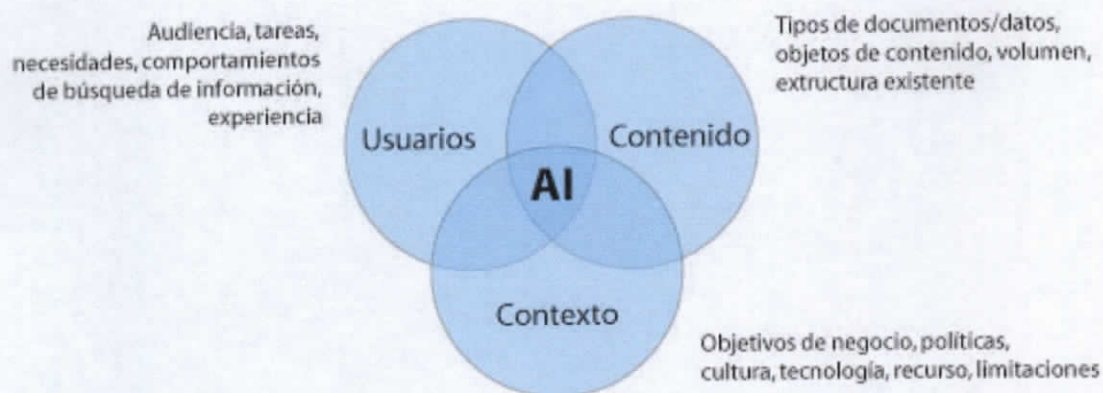 Audiencia, tareas,
necesidades, comportamientos
de búsqueda de información,
experiencia
Tipos de documentos/datos,
objetos de contenido, volumen,
extructura existente
Usuarios
Contenido
AI
Contexto
Objetivos de negocio, políticas,
cultura, tecnología, recurso, limitaciones